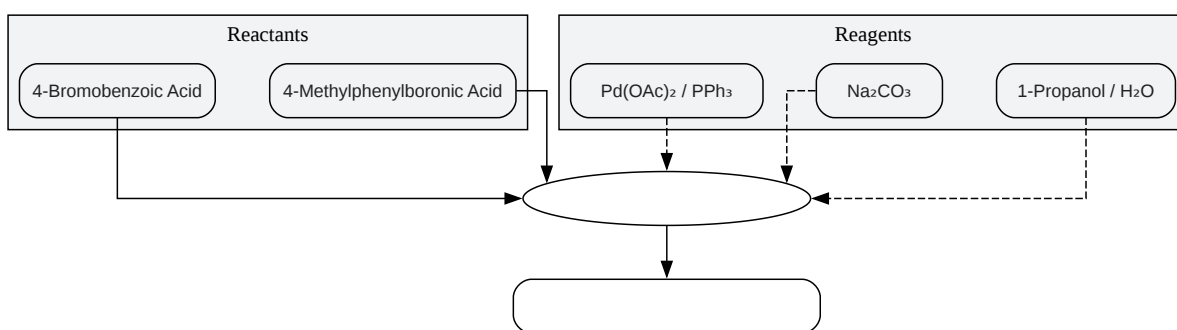 Reactants
Reagents
4-Bromobenzoic Acid
4-Methylphenylboronic Acid
Pd(OAc)₂ / PPh₃
Na₂CO₃
1-Propanol / H₂O